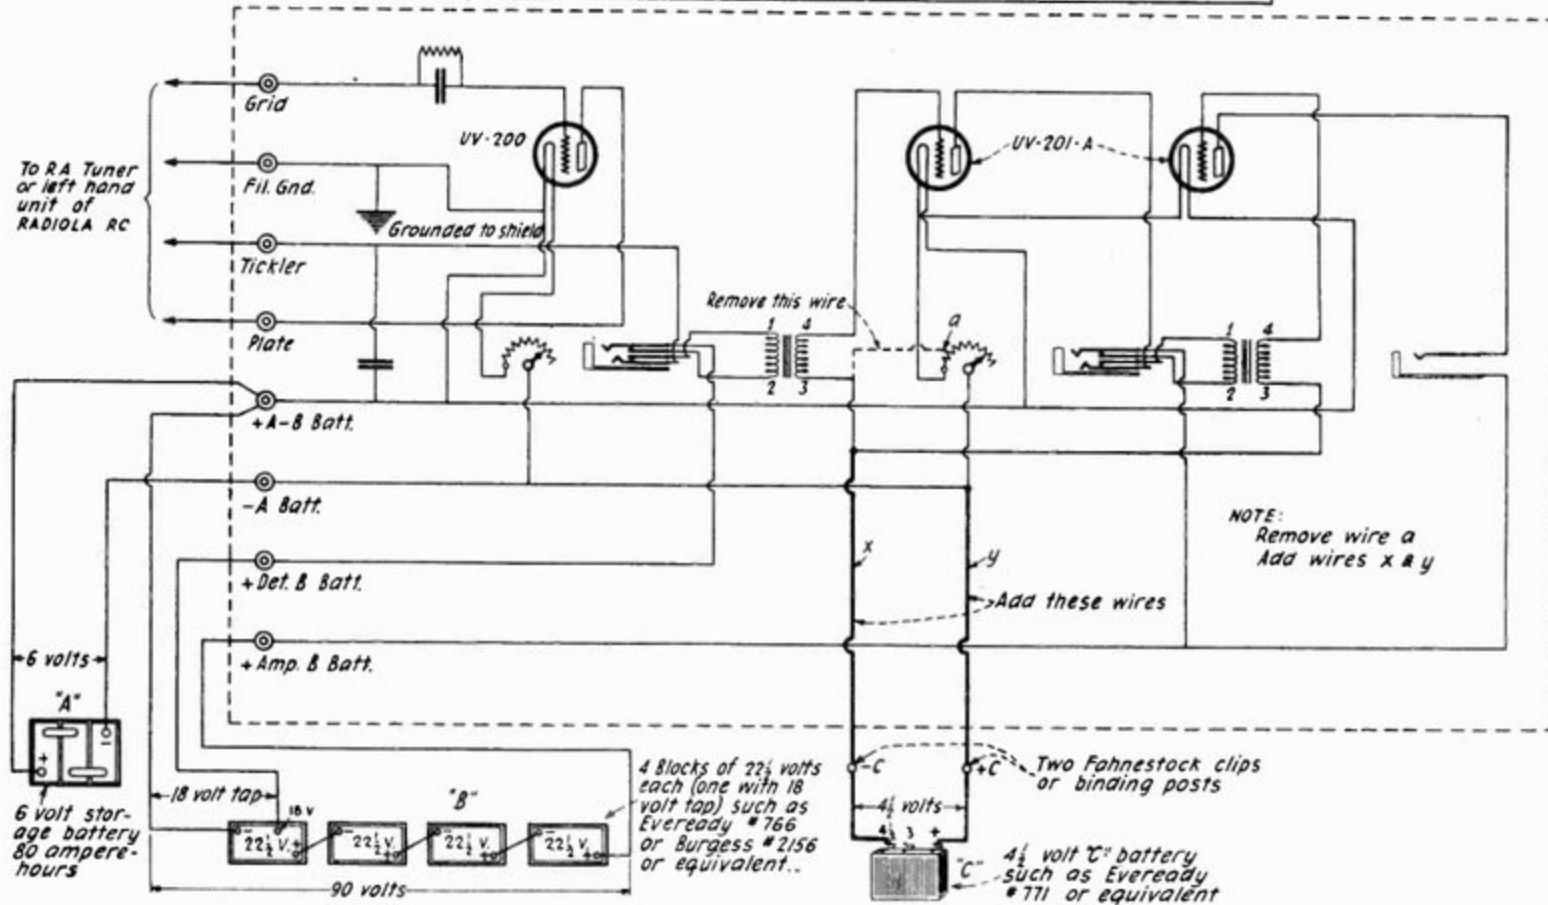 Grid
UV-200
UV-201-A
To RA Tuner
or left hand
unit of
RADIOLA RC
Fil. Gnd.
Grounded to shield
Tickler
Remove this wire
a
Plate
1 4
2 3
1 4
2 3
+A-B Batt.
-A Batt.
NOTE:
Remove wire a
Add wires x & y
x
y
+Det. B Batt.
Add these wires
+Amp. B Batt.
6 volts
"A"
+ -
6 volt stor-
age battery
80 ampere-
hours
18 volt tap
18 V
"B"
- 22½ V. +
- 22½ V. +
- 22½ V. +
- 22½ V. +
90 volts
4 Blocks of 22½ volts
each (one with 18
volt tap) such as
Eveready #766
or Burgess #2156
or equivalent..
-C
+C
Two Fahnestock clips
or binding posts
4½ volts
4½ 3 +
"C"
4½ volt "C" battery
such as Eveready
#771 or equivalent